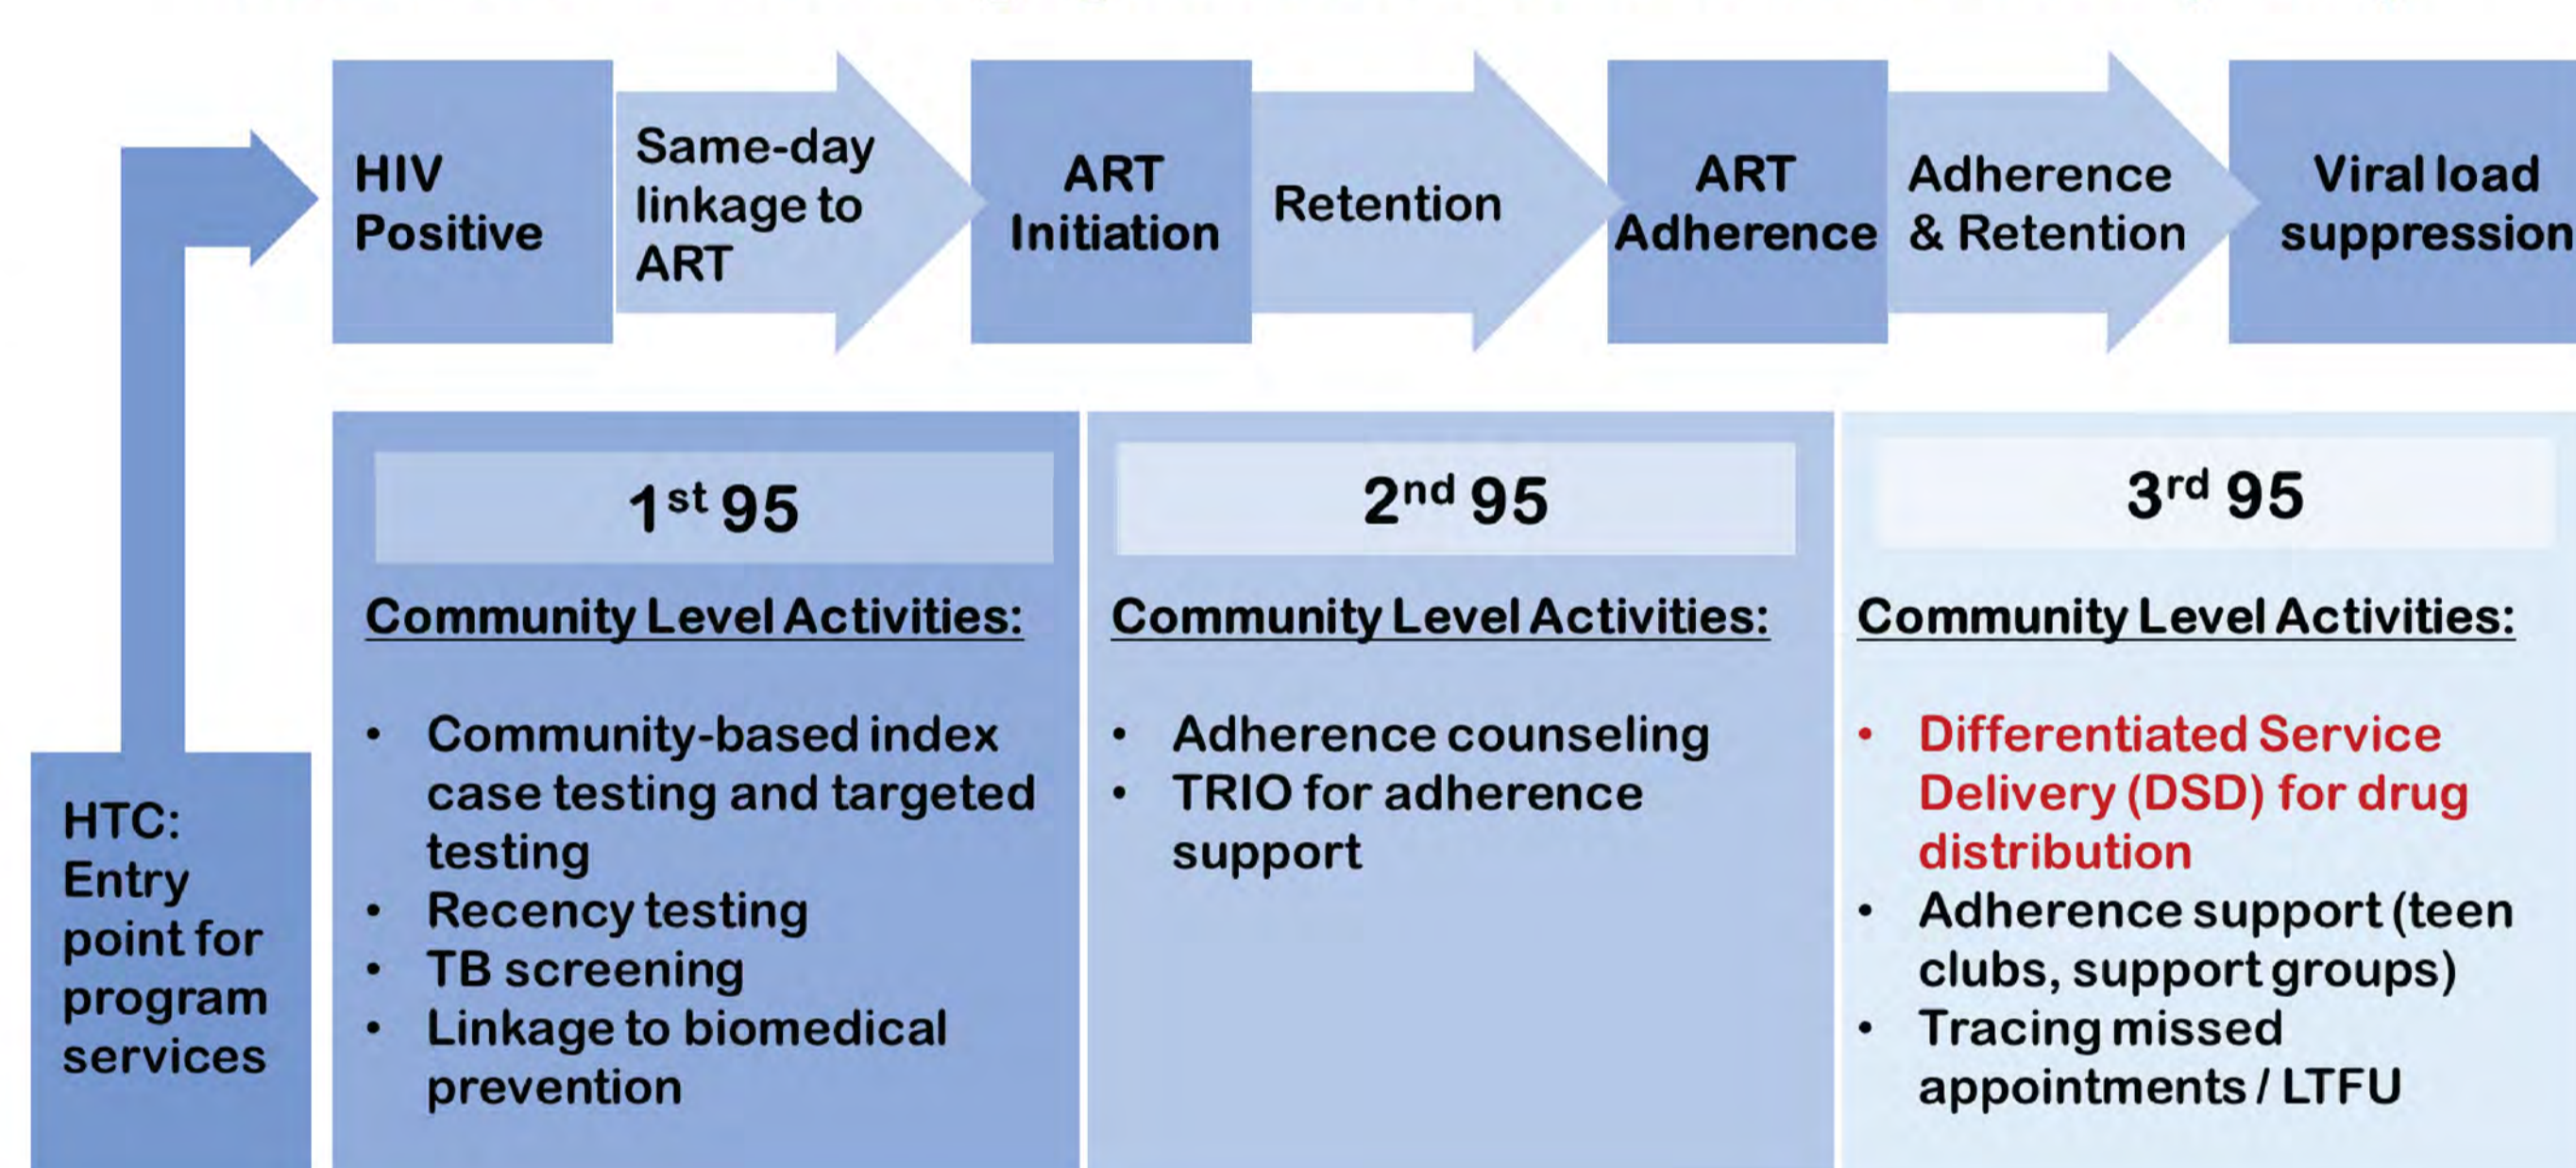 HIV
Positive
Same-day
linkage to
ART
ART
Initiation
Retention
ART
Adherence
Adherence
& Retention
Viral load
suppression
HTC:
Entry
point for
program
services
1st 95
Community Level Activities:
• Community-based index
case testing and targeted
testing
• Recency testing
• TB screening
• Linkage to biomedical
prevention
2nd 95
Community Level Activities:
• Adherence counseling
• TRIO for adherence
support
3rd 95
Community Level Activities:
• Differentiated Service
Delivery (DSD) for drug
distribution
• Adherence support (teen
clubs, support groups)
• Tracing missed
appointments / LTFU